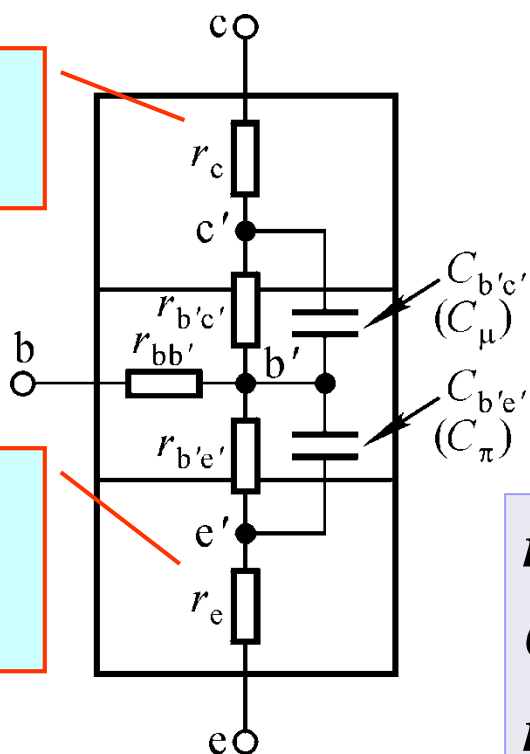 c
r_c
c′
r_b′c′
C_b′c′
(C_μ)
b
r_bb′
b′
C_b′e′
(C_π)
r_b′e′
e′
r_e
e